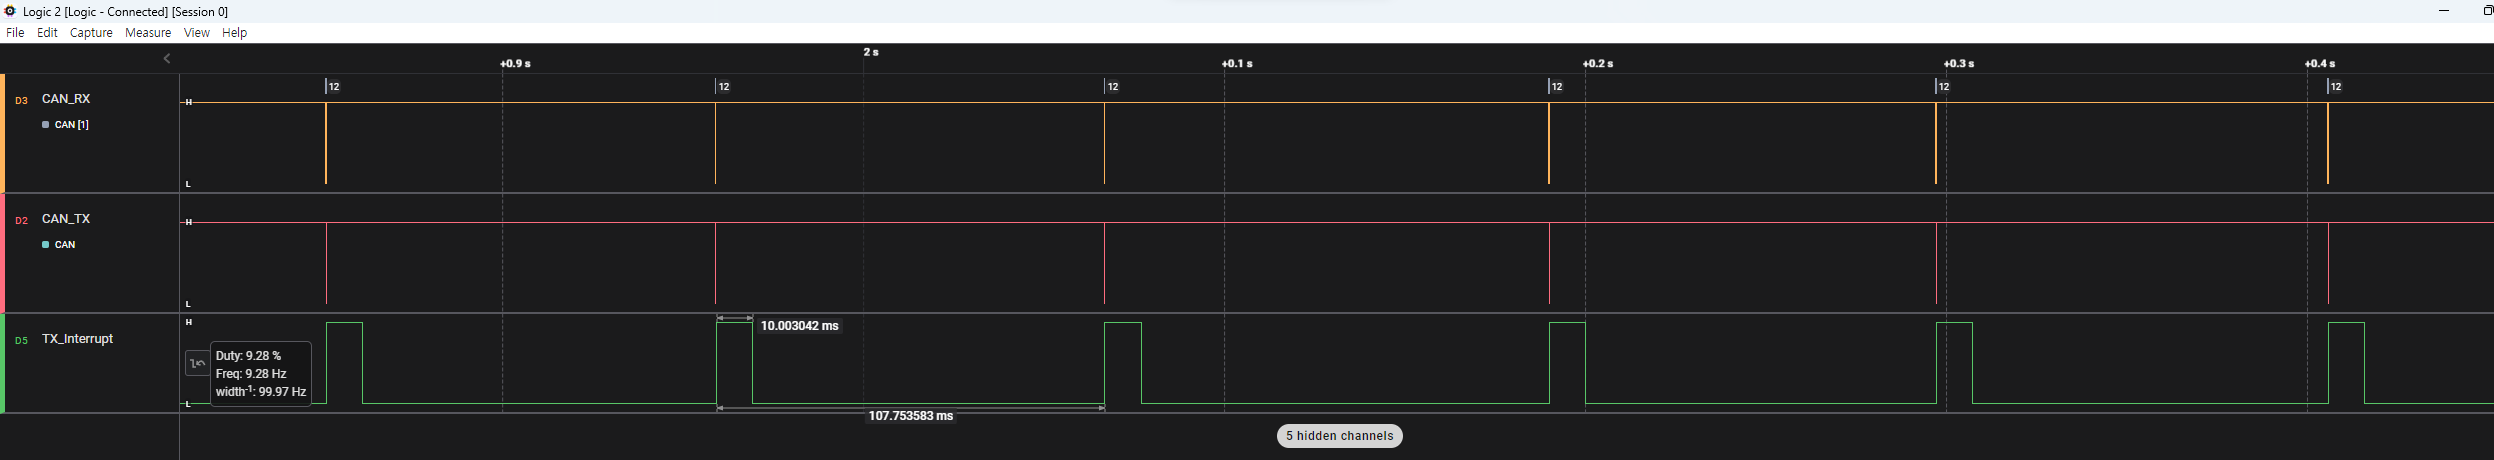 Logic 2 [Logic - Connected] [Session 0]
File Edit Capture Measure View Help
2 s
+0.9 s +0.1 s +0.2 s +0.3 s +0.4 s
12 12 12 12 12 12
D3 CAN_RX H
CAN [1]
L
D2 CAN_TX H
CAN
L
H
10.003042 ms
D5 TX_Interrupt
Duty: 9.28 %
Freq: 9.28 Hz
width-1: 99.97 Hz
L
107.753583 ms
5 hidden channels